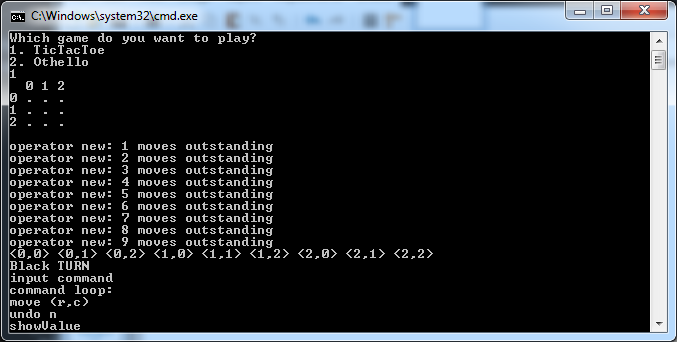 C:\Windows\system32\cmd.exe
Which game do you want to play?
1. TicTacToe
2. Othello
1
  0 1 2
0 . . .
1 . . .
2 . . .
operator new: 1 moves outstanding
operator new: 2 moves outstanding
operator new: 3 moves outstanding
operator new: 4 moves outstanding
operator new: 5 moves outstanding
operator new: 6 moves outstanding
operator new: 7 moves outstanding
operator new: 8 moves outstanding
operator new: 9 moves outstanding
(0,0) (0,1) (0,2) (1,0) (1,1) (1,2) (2,0) (2,1) (2,2)
Black TURN
input command
command loop:
move (r,c)
undo n
showValue